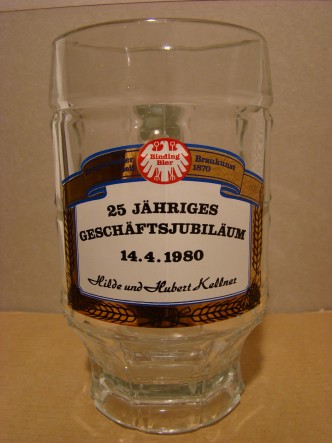 Binding
Bier
Braukunst
1870
25 JÄHRIGES
GESCHÄFTSJUBILÄUM
14.4.1980
Hilde und Hubert Kellner